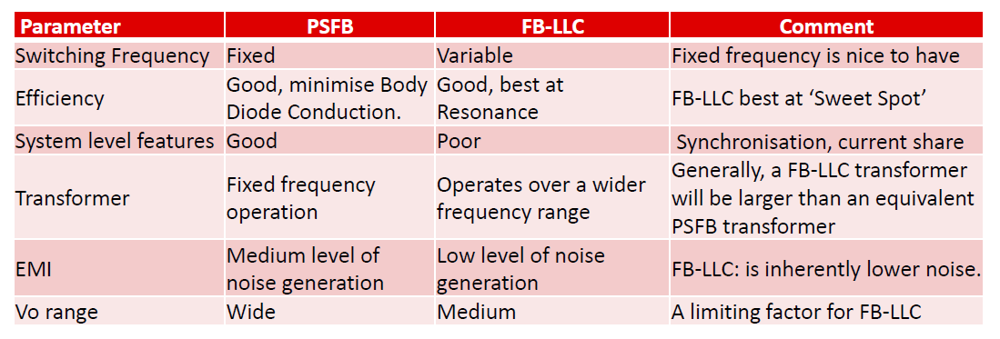 Parameter PSFB FB-LLC Comment
Switching Frequency Fixed Variable Fixed frequency is nice to have
Efficiency Good, minimise Body Diode Conduction. Good, best at Resonance FB-LLC best at ‘Sweet Spot’
System level features Good Poor Synchronisation, current share
Transformer Fixed frequency operation Operates over a wider frequency range Generally, a FB-LLC transformer will be larger than an equivalent PSFB transformer
EMI Medium level of noise generation Low level of noise generation FB-LLC: is inherently lower noise.
Vo range Wide Medium A limiting factor for FB-LLC